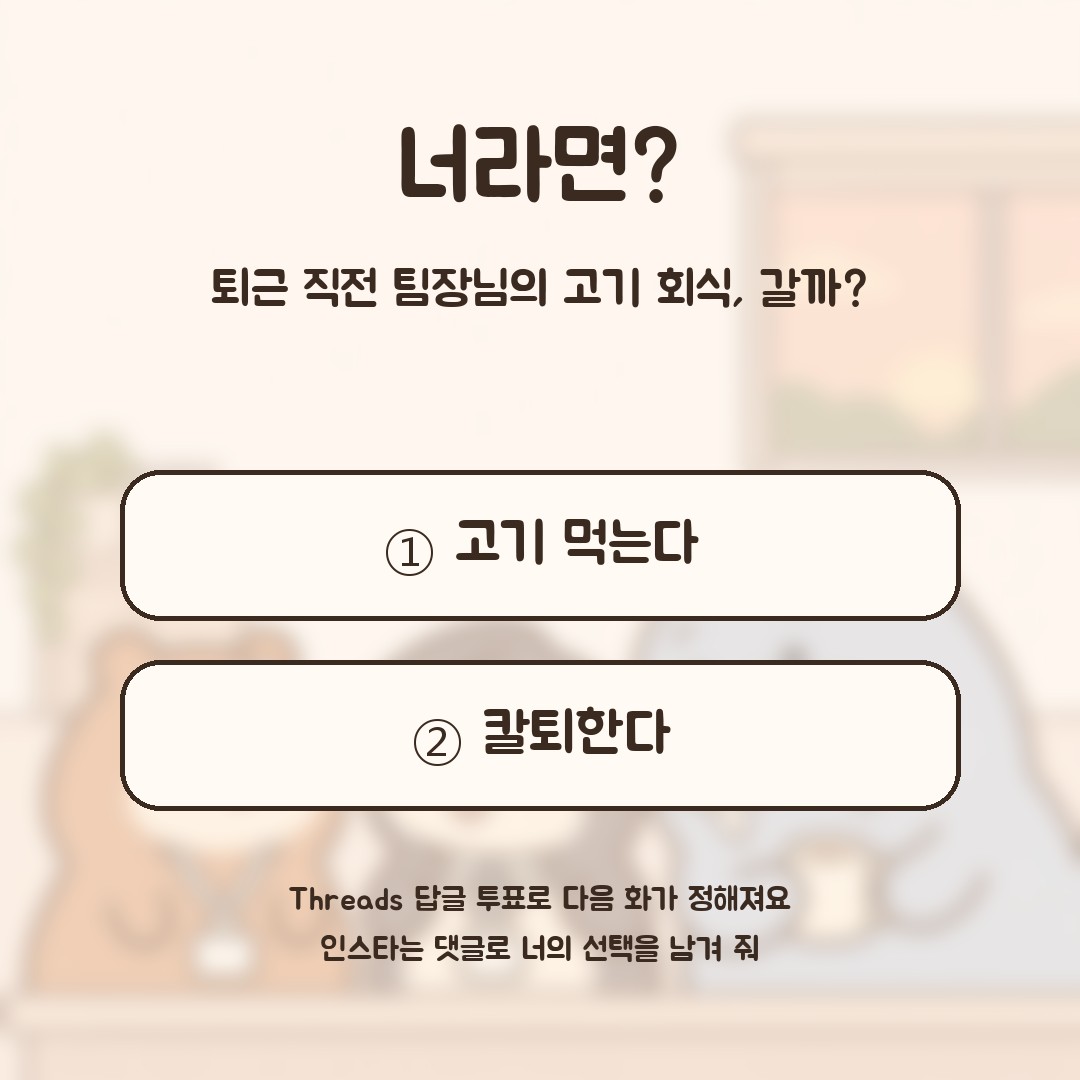 너라면?
퇴근 직전 팀장님의 고기 회식, 갈까?
① 고기 먹는다
② 칼퇴한다
Threads 답글 투표로 다음 화가 정해져요
인스타는 댓글로 너의 선택을 남겨 줘